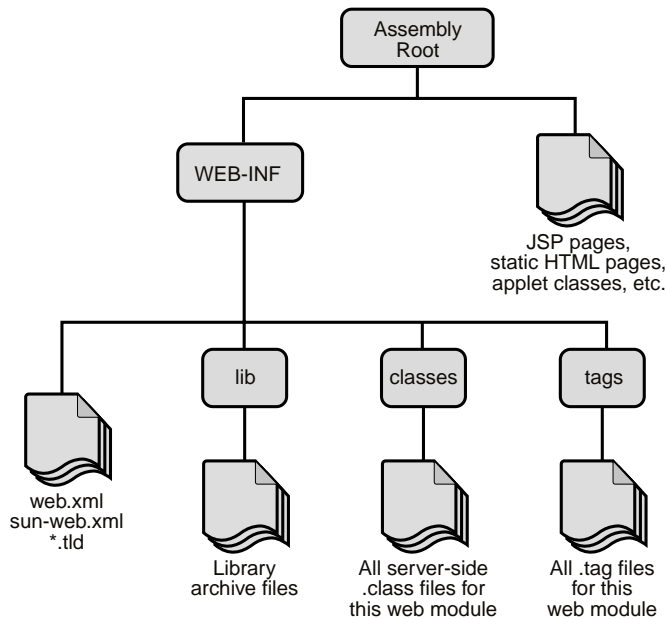 Assembly
Root
WEB-INF
JSP pages,
static HTML pages,
applet classes, etc.
lib
classes
tags
web.xml
sun-web.xml
*.tld
Library
archive files
All server-side
.class files for
this web module
All .tag files
for this
web module